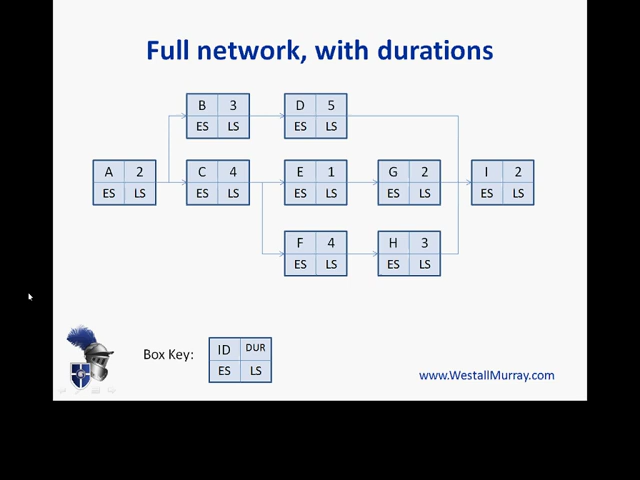 Full network, with durations
B 3 D 5
ES LS ES LS
A 2 C 4 E 1 G 2 I 2
ES LS ES LS ES LS ES LS ES LS
F 4 H 3
ES LS ES LS
Box Key: ID DUR
ES LS
www.WestallMurray.com